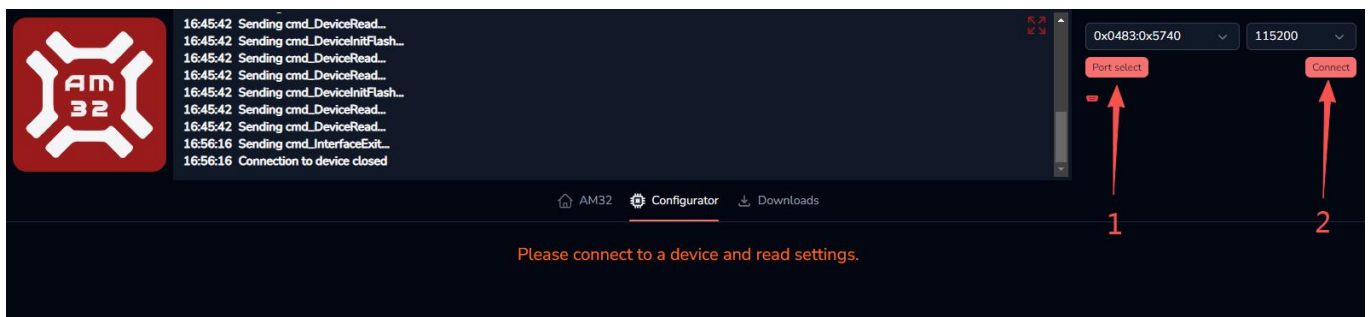 AM
32
16:45:42 Sending cmd_DeviceRead...
16:45:42 Sending cmd_DeviceInitFlash...
16:45:42 Sending cmd_DeviceRead...
16:45:42 Sending cmd_DeviceRead...
16:45:42 Sending cmd_DeviceInitFlash...
16:45:42 Sending cmd_DeviceRead...
16:45:42 Sending cmd_DeviceRead...
16:56:16 Sending cmd_InterfaceExit...
16:56:16 Connection to device closed
0x0483:0x5740 115200
Port select Connect
1 2
AM32 Configurator Downloads
Please connect to a device and read settings.